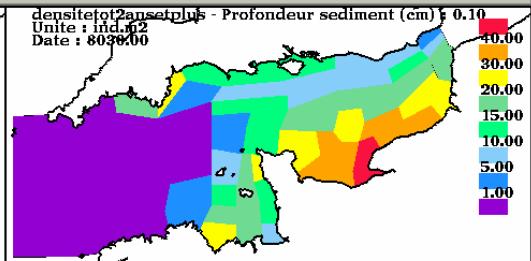 densitetot2ansetplus - Profondeur sediment (cm) : 0.10
Unite : ind.m2
Date : 8036.00
40.00
30.00
20.00
15.00
10.00
5.00
1.00